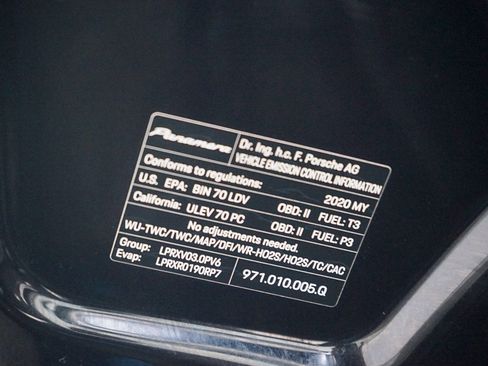 Panamera
Dr. Ing. h.c. F. Porsche AG
VEHICLE EMISSION CONTROL INFORMATION
Conforms to regulations: 2020 MY
U.S. EPA: BIN 70 LDV OBD: II FUEL: T3
California: ULEV 70 PC OBD: II FUEL: P3
No adjustments needed.
WU-TWC/TWC/MAP/DFI/WR-HO2S/HO2S/TC/CAC
Group: LPRXV03.0PV6
Evap: LPRXR0190RP7
971.010.005.Q